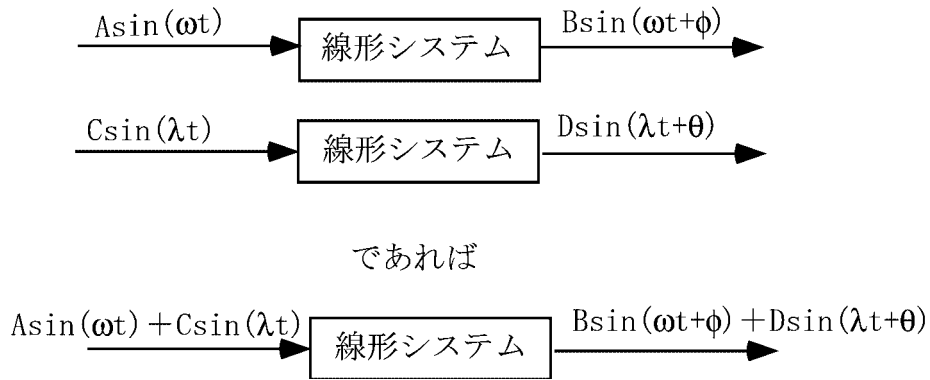 Asin(ωt) 線形システム Bsin(ωt+ϕ)
Csin(λt) 線形システム Dsin(λt+θ)
であれば
Asin(ωt)+Csin(λt) 線形システム Bsin(ωt+ϕ)+Dsin(λt+θ)